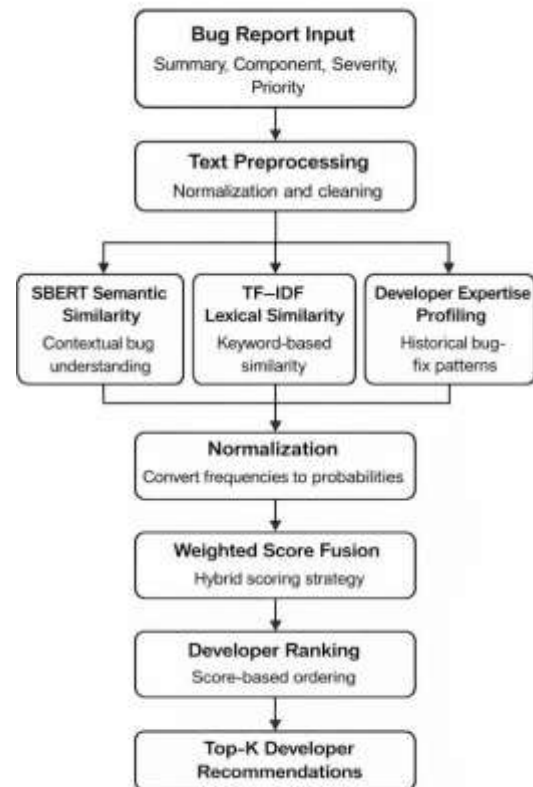 Bug Report Input
Summary, Component, Severity,
Priority
Text Preprocessing
Normalization and cleaning
SBERT Semantic
Similarity
Contextual bug
understanding
TF–IDF
Lexical Similarity
Keyword-based
similarity
Developer Expertise
Profiling
Historical bug-
fix patterns
Normalization
Convert frequencies to probabilities
Weighted Score Fusion
Hybrid scoring strategy
Developer Ranking
Score-based ordering
Top-K Developer
Recommendations